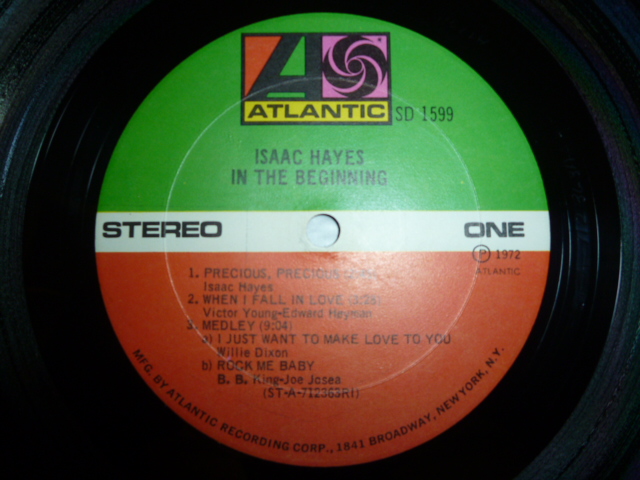 ATLANTIC
SD 1599
ISAAC HAYES
IN THE BEGINNING
STEREO
ONE
Ⓟ 1972
ATLANTIC
1. PRECIOUS, PRECIOUS
Isaac Hayes
2. WHEN I FALL IN LOVE
Victor Young-Edward Heyman
3. MEDLEY (9:04)
a) I JUST WANT TO MAKE LOVE TO YOU
Willie Dixon
b) ROCK ME BABY
B. B. King-Joe Josea
(ST-A-712363RI)
MFG. BY ATLANTIC RECORDING CORP., 1841 BROADWAY, NEW YORK, N.Y.